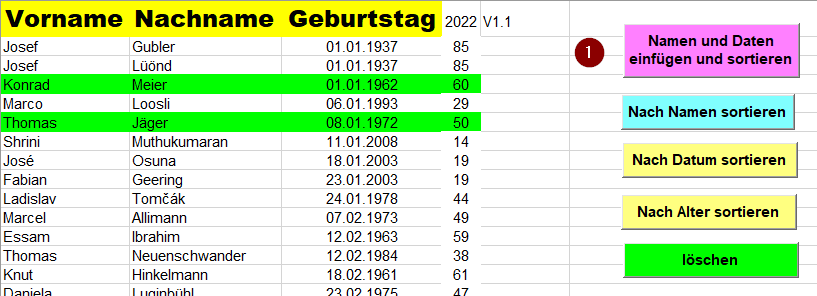 Vorname Nachname Geburtstag 2022 V1.1
Josef Gubler 01.01.1937 85
Josef Lüönd 01.01.1937 85
Konrad Meier 01.01.1962 60
Marco Loosli 06.01.1993 29
Thomas Jäger 08.01.1972 50
Shrini Muthukumaran 11.01.2008 14
José Osuna 18.01.2003 19
Fabian Geering 23.01.2003 19
Ladislav Tomčák 24.01.1978 44
Marcel Allimann 07.02.1973 49
Essam Ibrahim 12.02.1963 59
Thomas Neuenschwander 12.02.1984 38
Knut Hinkelmann 18.02.1961 61
Daniela Luginbühl 23.02.1975 47
1
Namen und Daten
einfügen und sortieren
Nach Namen sortieren
Nach Datum sortieren
Nach Alter sortieren
löschen